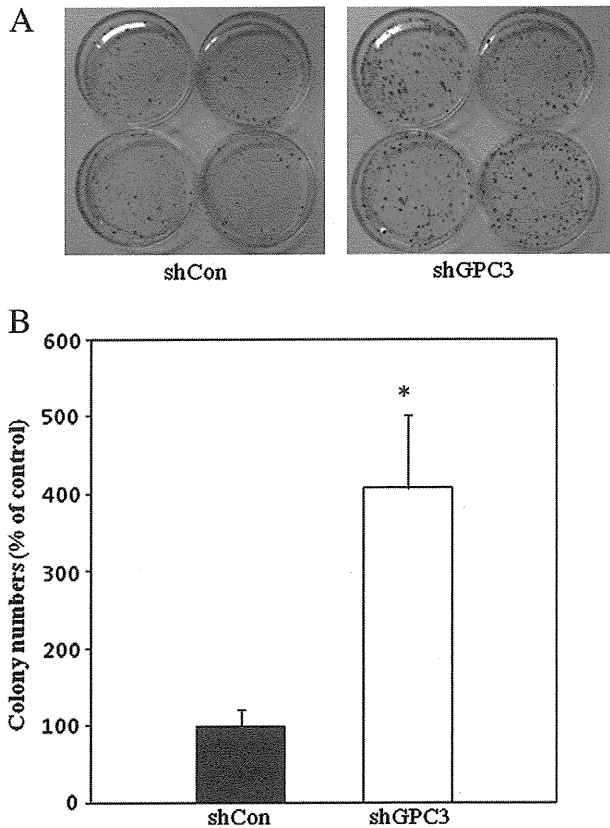 A
shCon
shGPC3
B
Colony numbers (% of control)
600
500
400
300
200
100
0
*
shCon
shGPC3